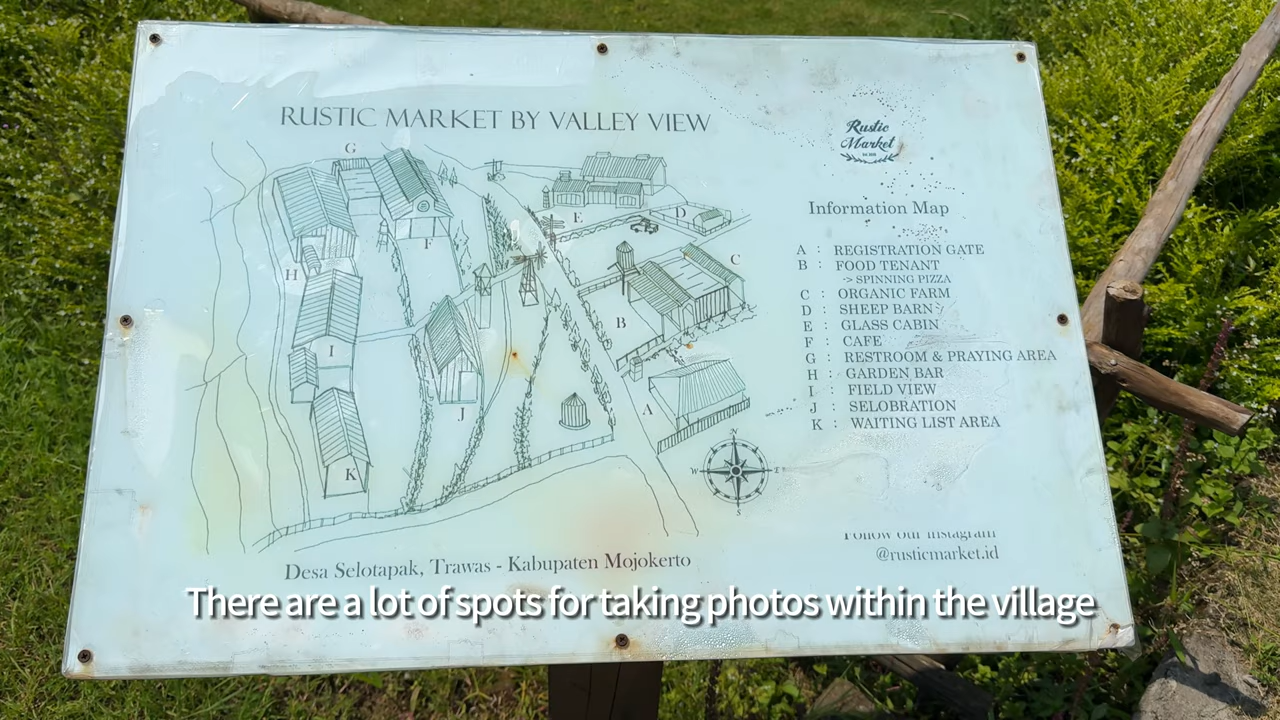 RUSTIC MARKET BY VALLEY VIEW
Rustic
Market
Information Map
A : REGISTRATION GATE
B : FOOD TENANT
-> SPINNING PIZZA
C : ORGANIC FARM
D : SHEEP BARN
E : GLASS CABIN
F : CAFE
G : RESTROOM & PRAYING AREA
H : GARDEN BAR
I : FIELD VIEW
J : SELOBRATION
K : WAITING LIST AREA
G
F
E
D
C
H
B
I
A
J
K
N
W
E
S
Follow our instagram
@rusticmarket.id
Desa Selotapak, Trawas - Kabupaten Mojokerto
There are a lot of spots for taking photos within the village